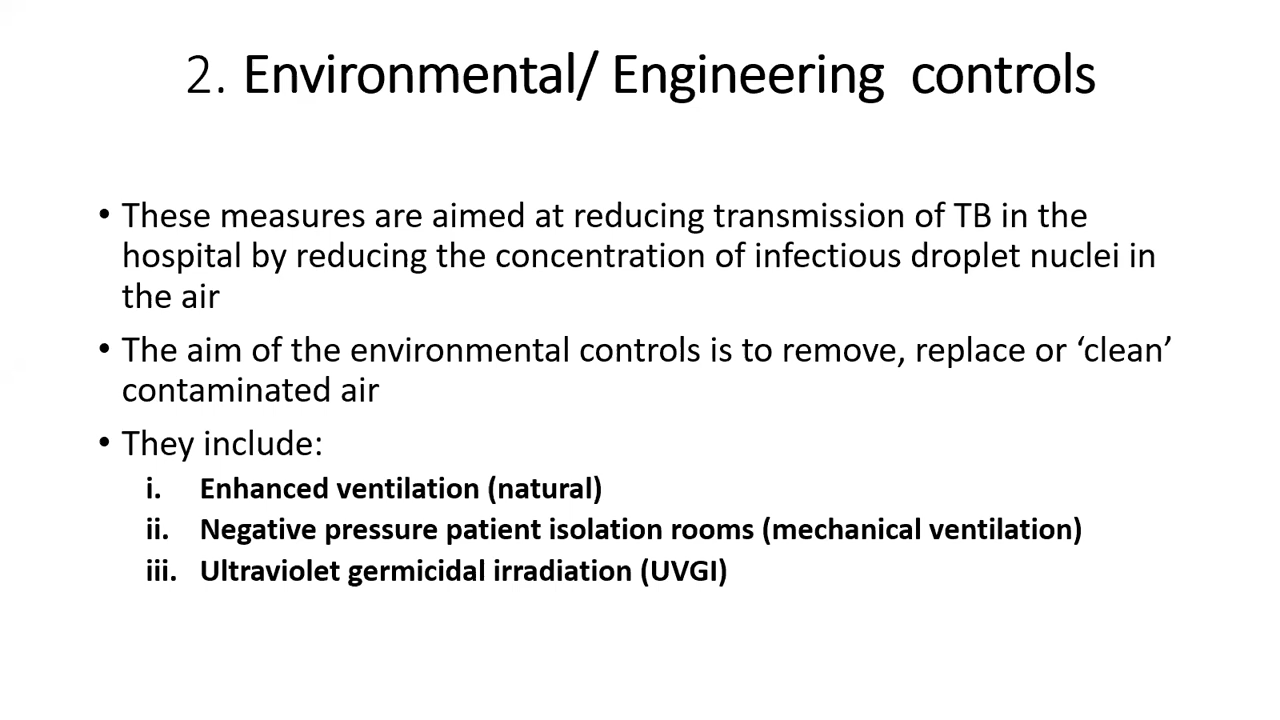 2. Environmental/ Engineering controls
• These measures are aimed at reducing transmission of TB in the
hospital by reducing the concentration of infectious droplet nuclei in
the air
• The aim of the environmental controls is to remove, replace or ‘clean’
contaminated air
• They include:
i. Enhanced ventilation (natural)
ii. Negative pressure patient isolation rooms (mechanical ventilation)
iii. Ultraviolet germicidal irradiation (UVGI)